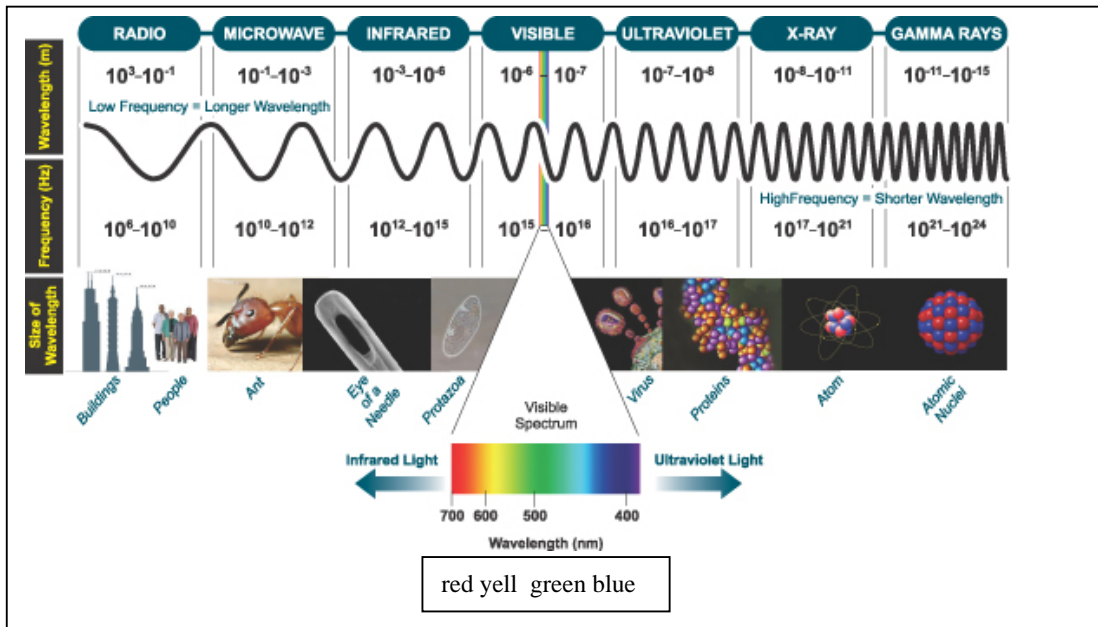 RADIO MICROWAVE INFRARED VISIBLE ULTRAVIOLET X-RAY GAMMA RAYS
Wavelength (m)
10³–10⁻¹ 10⁻¹–10⁻³ 10⁻³–10⁻⁶ 10⁻⁶ – 10⁻⁷ 10⁻⁷–10⁻⁸ 10⁻⁸–10⁻¹¹ 10⁻¹¹–10⁻¹⁵
Low Frequency = Longer Wavelength
Frequency (Hz)
HighFrequency = Shorter Wavelength
10⁶–10¹⁰ 10¹⁰–10¹² 10¹²–10¹⁵ 10¹⁵ – 10¹⁶ 10¹⁶–10¹⁷ 10¹⁷–10²¹ 10²¹–10²⁴
Size of
Wavelength
Buildings
People
Ant
Eye
of a
Needle
Protazoa
Virus
Proteins
Atom
Atomic
Nuclei
Visible
Spectrum
Infrared Light
Ultraviolet Light
700 600 500 400
Wavelength (nm)
red yell green blue